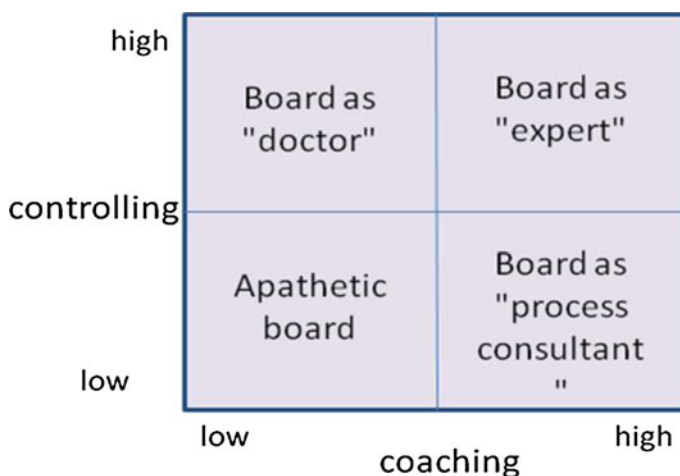 high
Board as
"doctor"
Board as
"expert"
controlling
Apathetic
board
Board as
"process
consultant
"
low
low
high
coaching